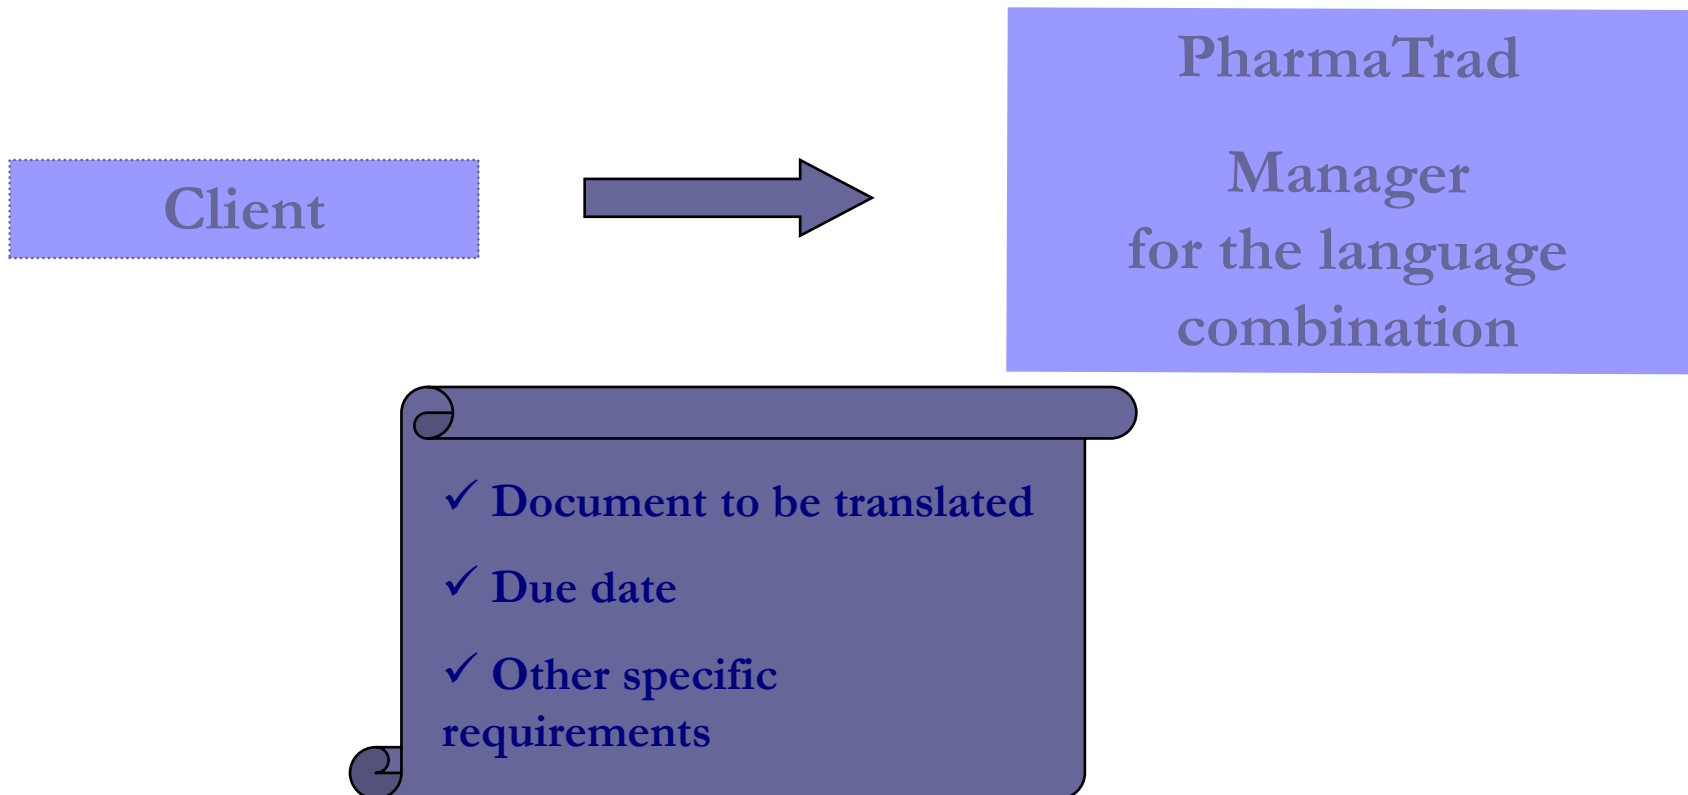 Client
PharmaTrad
Manager
for the language
combination
✓ Document to be translated
✓ Due date
✓ Other specific
requirements